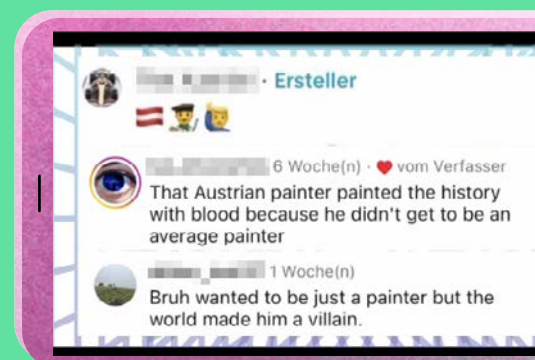 · Ersteller
6 Woche(n) · vom Verfasser
That Austrian painter painted the history
with blood because he didn't get to be an
average painter
1 Woche(n)
Bruh wanted to be just a painter but the
world made him a villain.